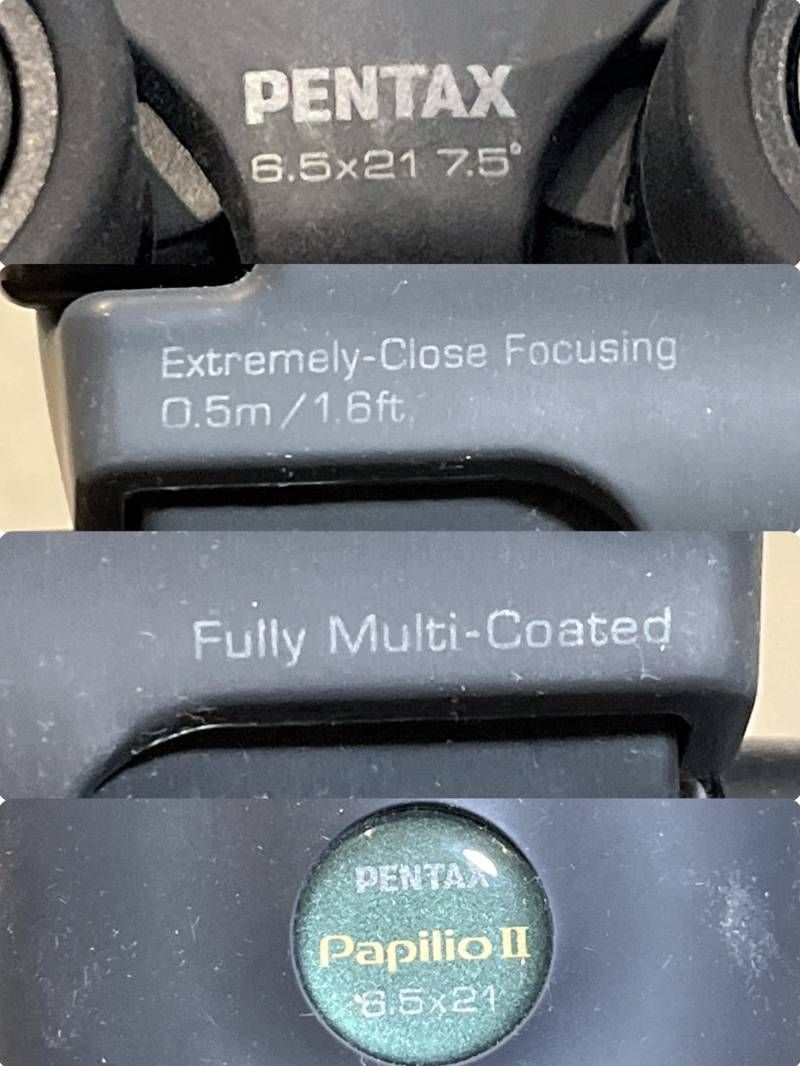 PENTAX
6.5x21 7.5°
Extremely-Close Focusing
0.5m/1.6ft.
Fully Multi-Coated
PENTAX
Papilio II
6.5x21